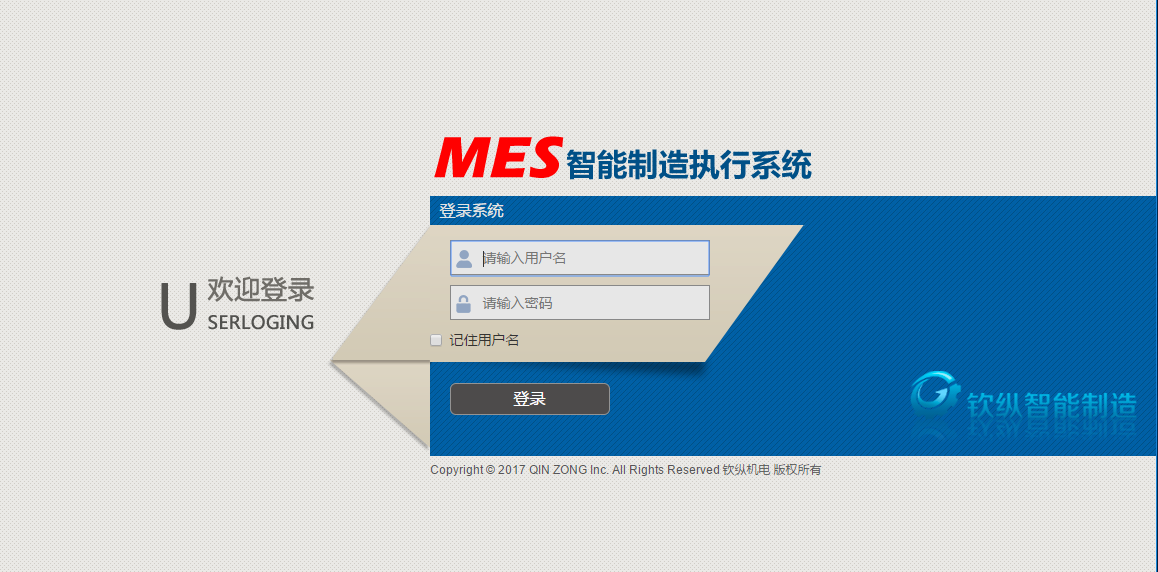 MES智能制造执行系统
登录系统
请输入用户名
欢迎登录
U SERLOGING
请输入密码
记住用户名
登录
钦纵智能制造
Copyright © 2017 QIN ZONG Inc. All Rights Reserved 钦纵机电 版权所有